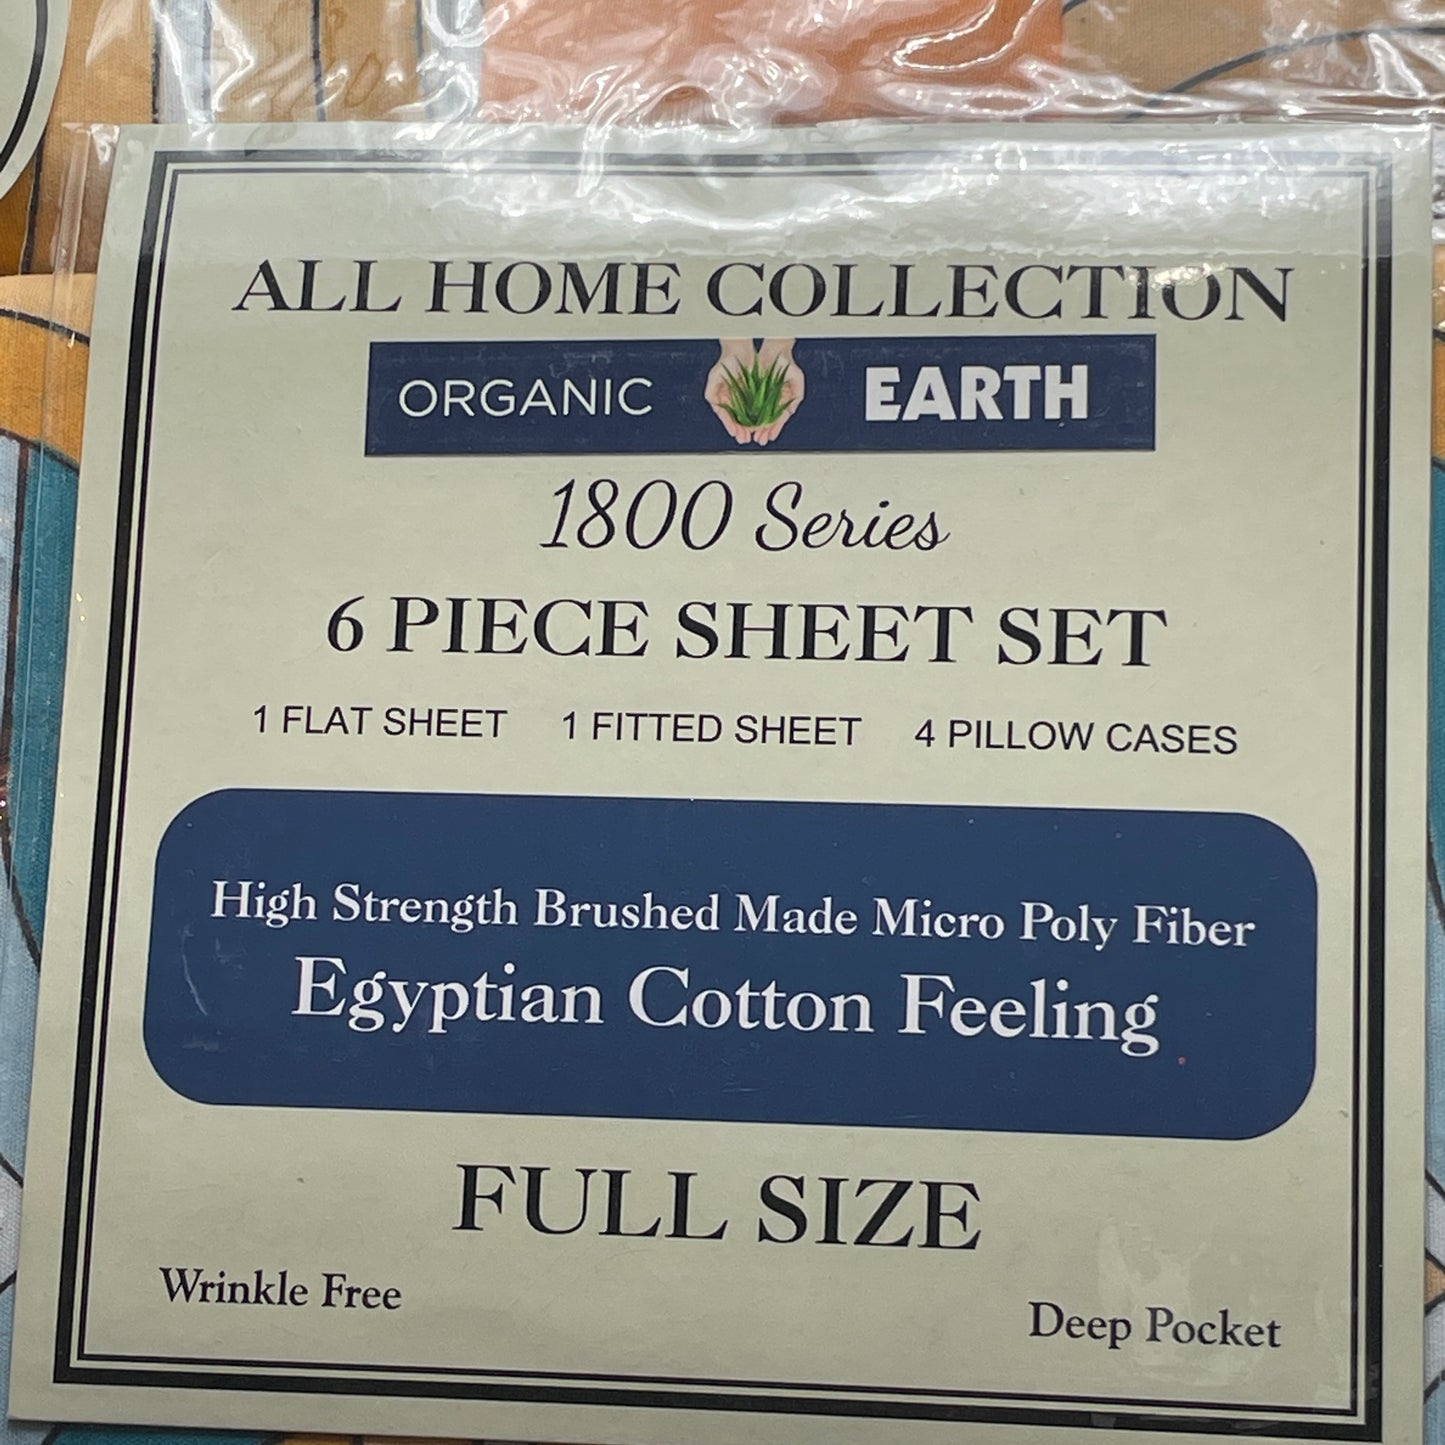 ALL HOME COLLECTION
ORGANIC EARTH
1800 Series
6 PIECE SHEET SET
1 FLAT SHEET 1 FITTED SHEET 4 PILLOW CASES
High Strength Brushed Made Micro Poly Fiber
Egyptian Cotton Feeling
FULL SIZE
Wrinkle Free
Deep Pocket